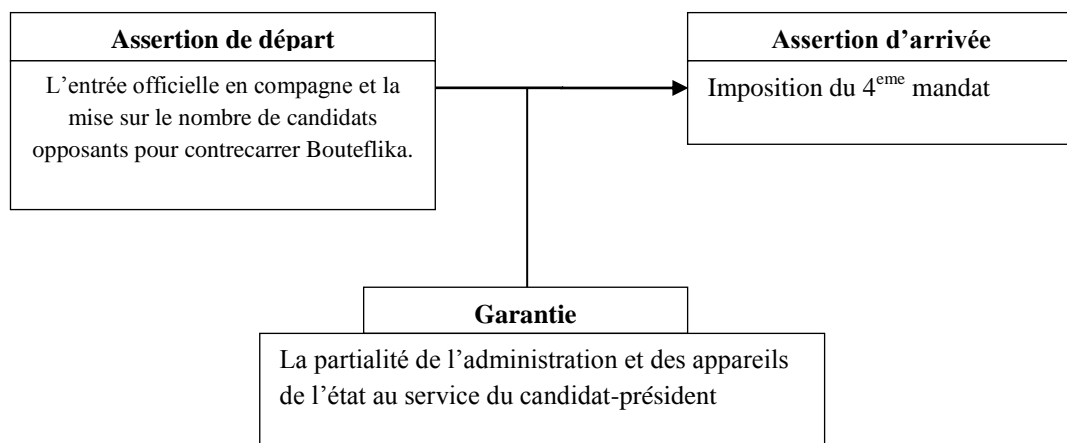 Assertion de départ
L'entrée officielle en compagne et la
mise sur le nombre de candidats
opposants pour contrecarrer Bouteflika.
Assertion d'arrivée
Imposition du 4eme mandat
Garantie
La partialité de l'administration et des appareils
de l'état au service du candidat-président